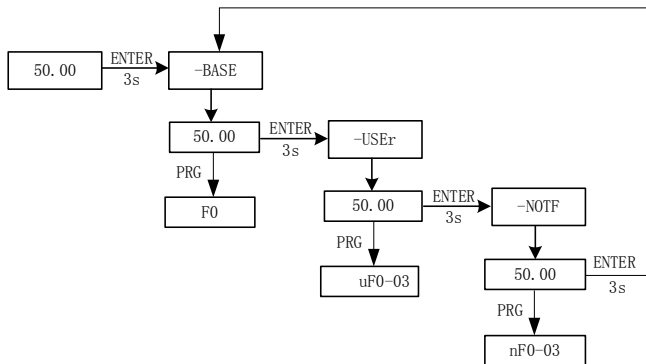 50.00
ENTER
3s
-BASE
50.00
ENTER
3s
-USEr
PRG
F0
50.00
ENTER
3s
-NOTF
PRG
uF0-03
50.00
ENTER
3s
PRG
nF0-03